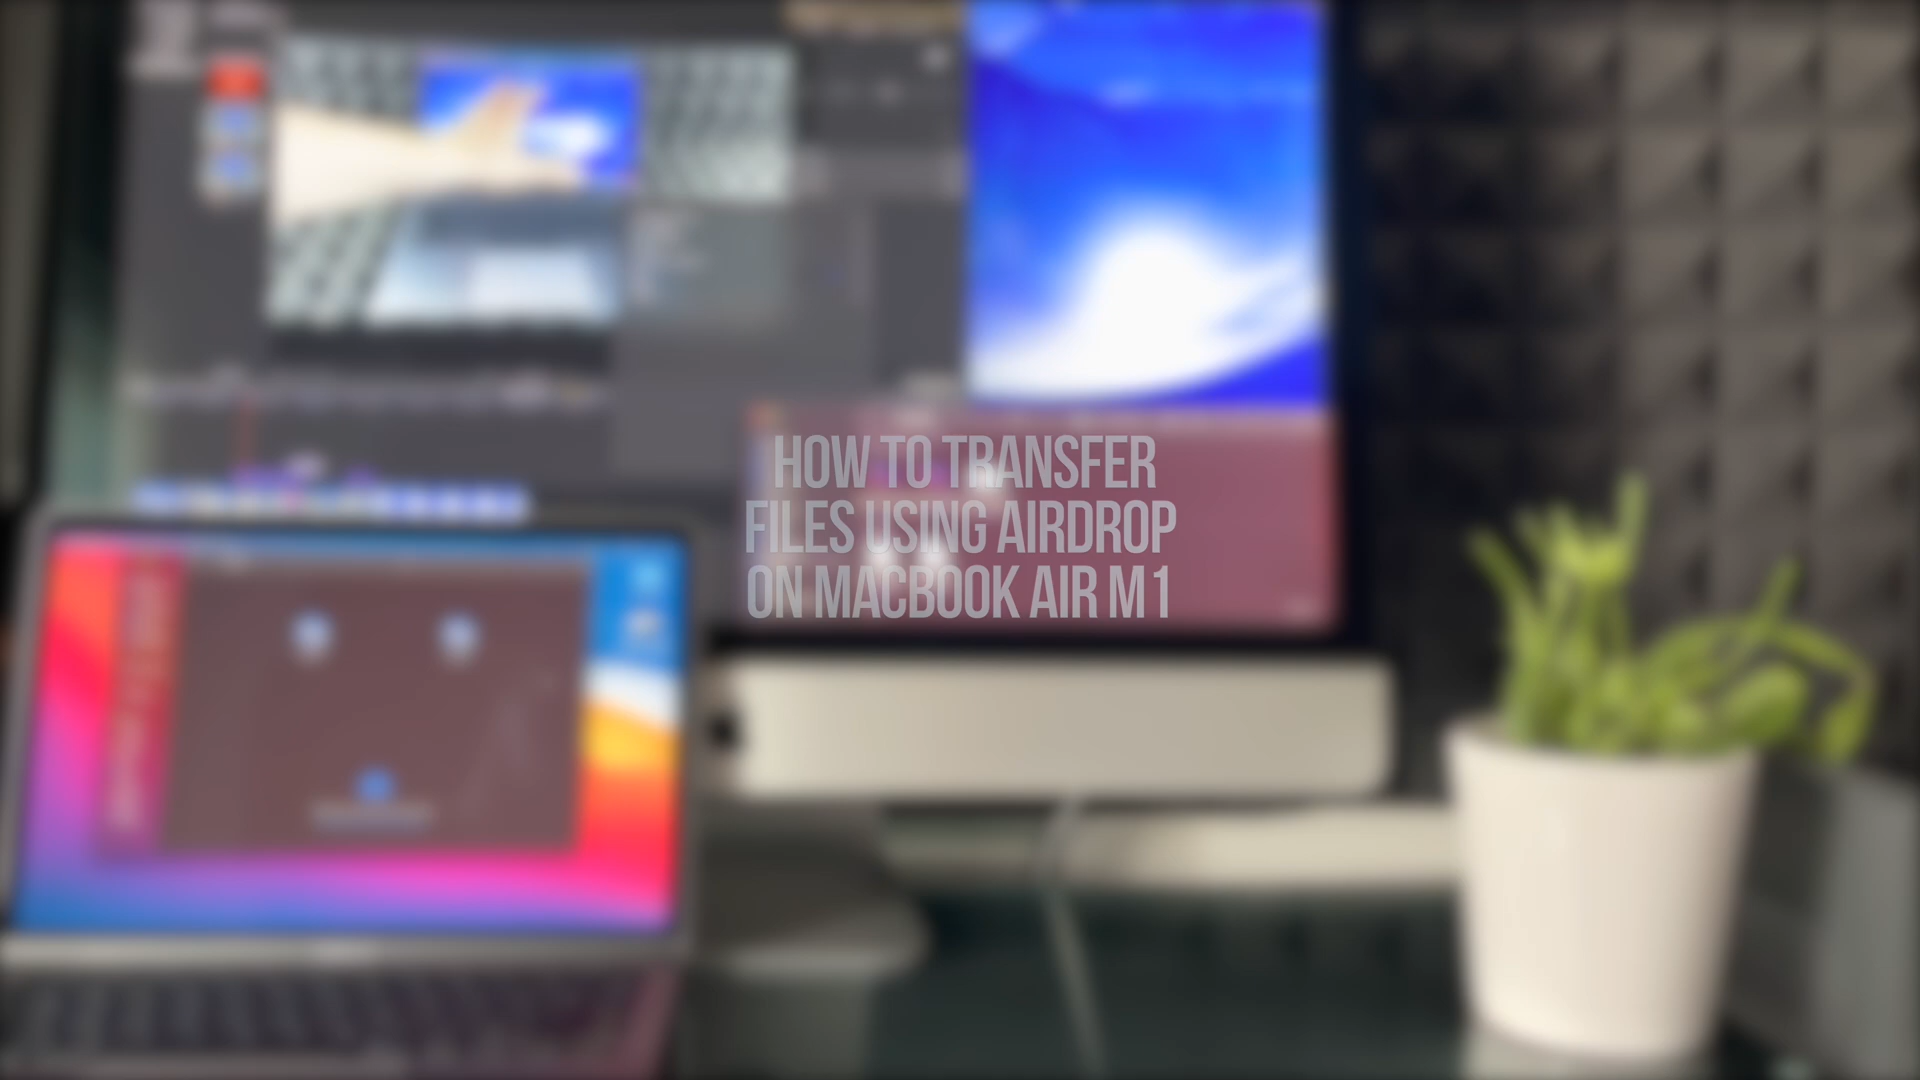 HOW TO TRANSFER
FILES USING AIRDROP
ON MACBOOK AIR M1